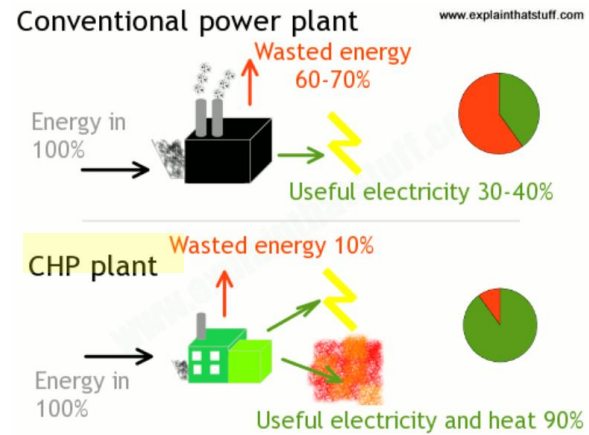 Conventional power plant
www.explainthatstuff.com
Wasted energy
60-70%
Energy in
100%
Useful electricity 30-40%
Wasted energy 10%
CHP plant
Energy in
100%
Useful electricity and heat 90%